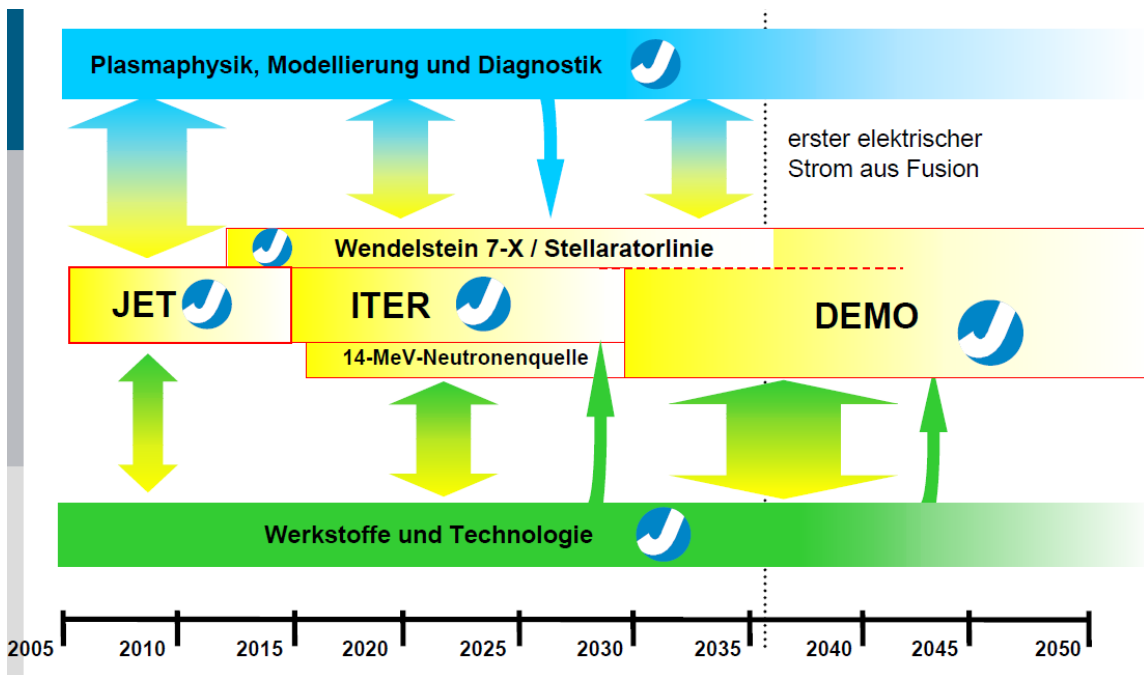 Plasmaphysik, Modellierung und Diagnostik
erster elektrischer
Strom aus Fusion
Wendelstein 7-X / Stellaratorlinie
JET
ITER
DEMO
14-MeV-Neutronenquelle
Werkstoffe und Technologie
2005 2010 2015 2020 2025 2030 2035 2040 2045 2050